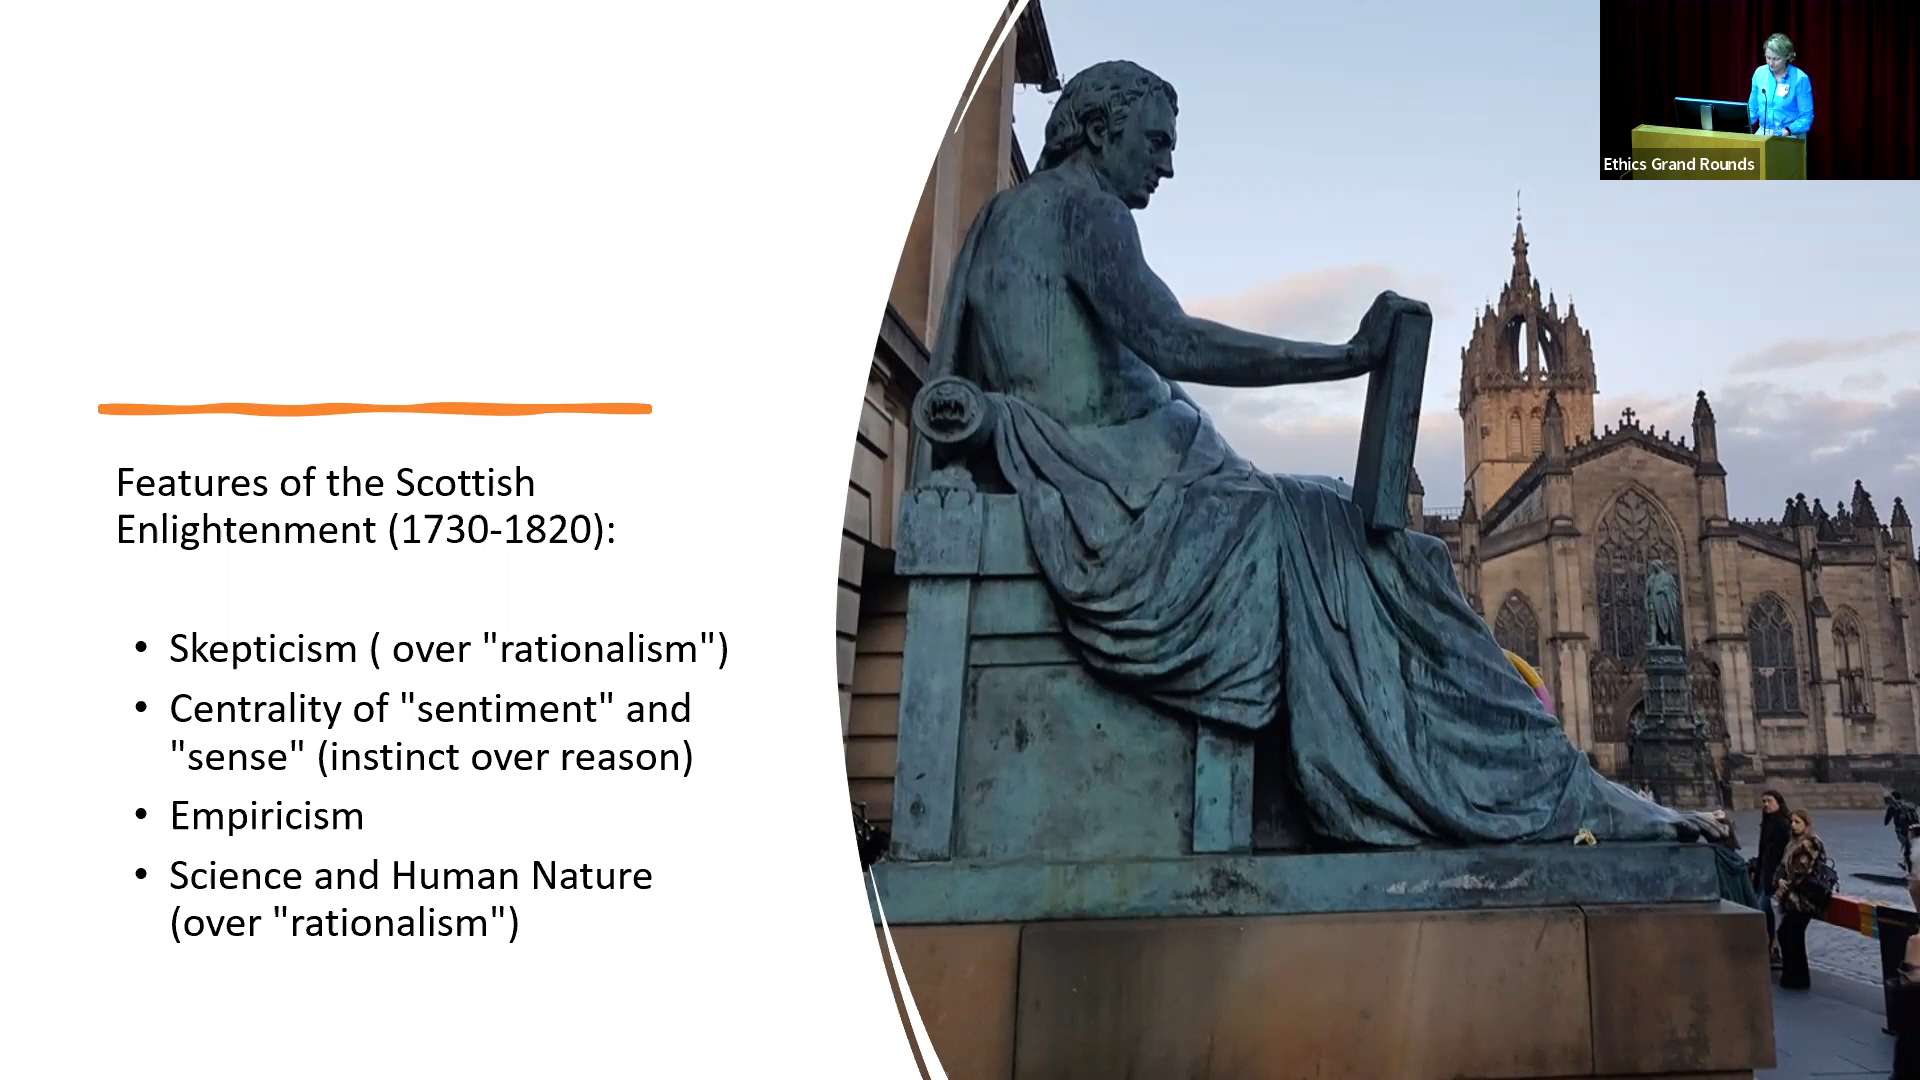 Ethics Grand Rounds
Features of the Scottish
Enlightenment (1730-1820):
• Skepticism ( over "rationalism")
• Centrality of "sentiment" and
"sense" (instinct over reason)
• Empiricism
• Science and Human Nature
(over "rationalism")